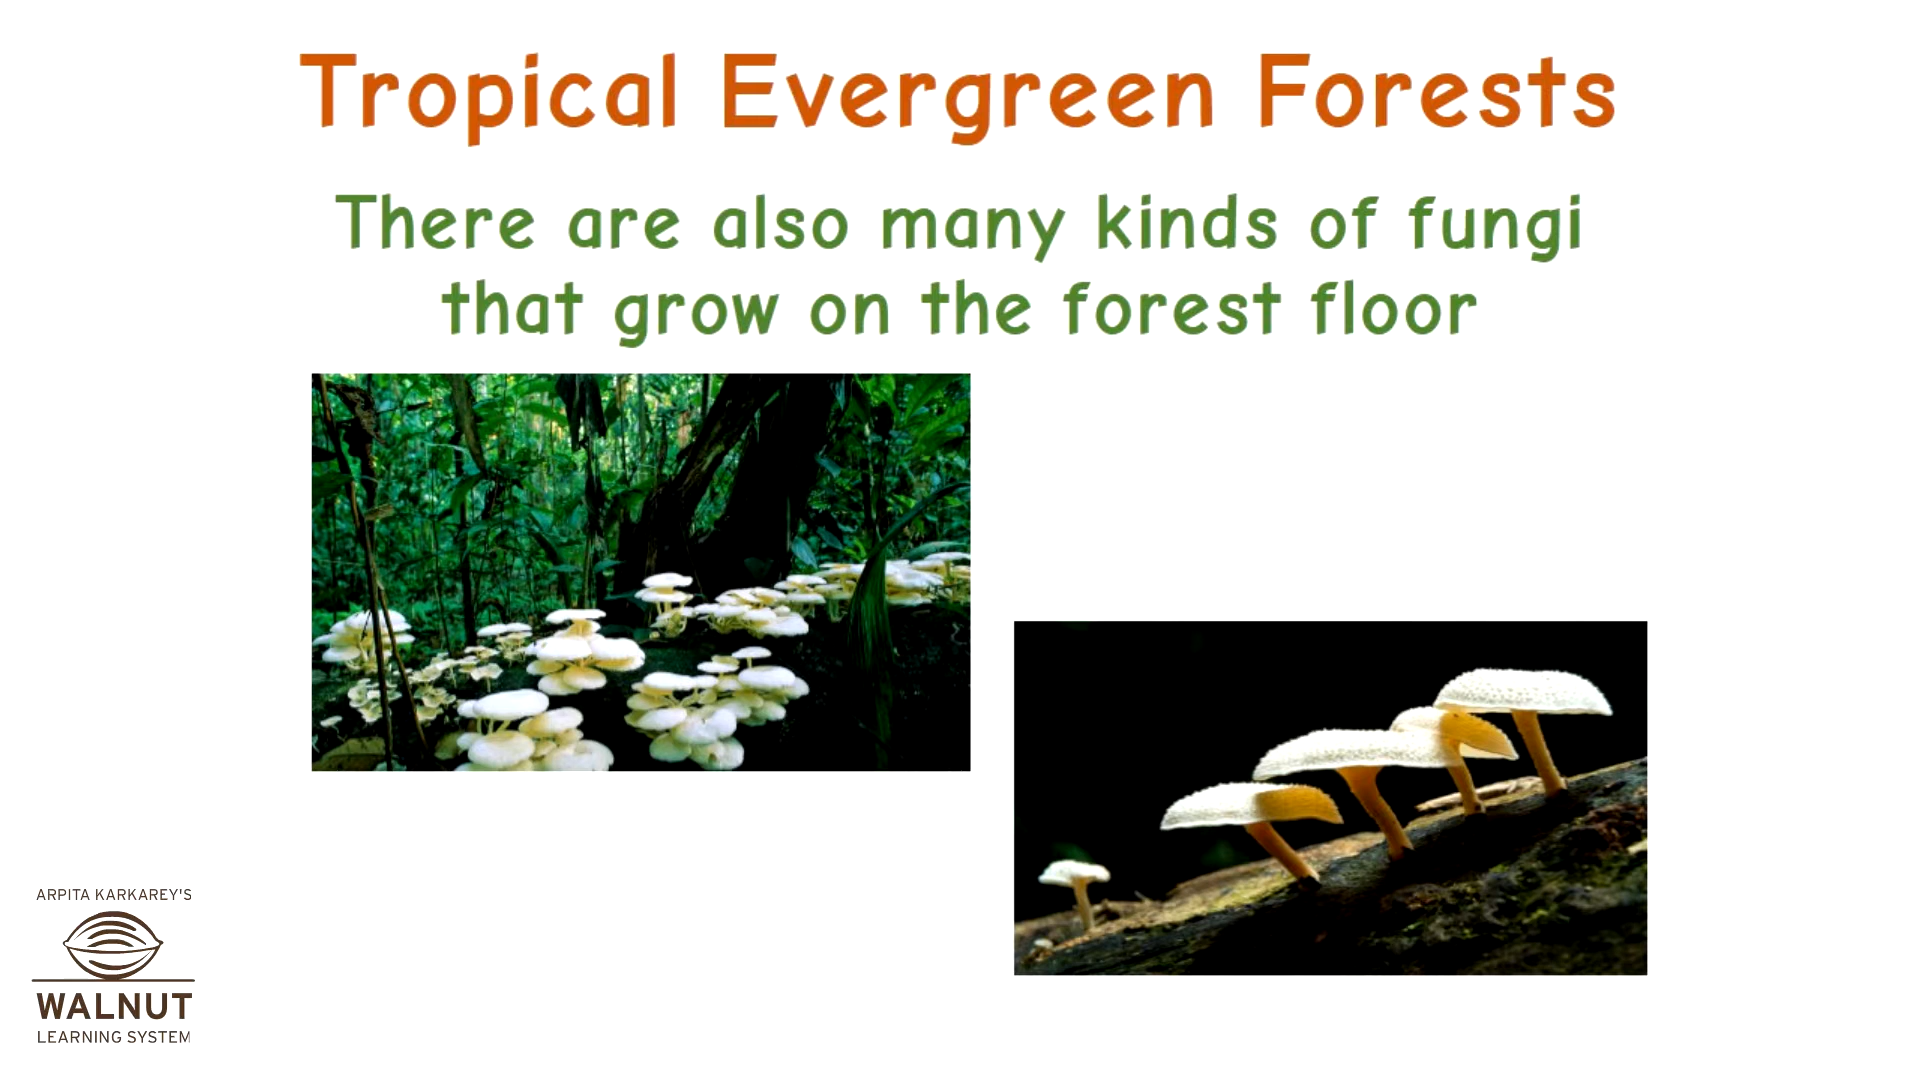 Tropical Evergreen Forests
There are also many kinds of fungi
that grow on the forest floor
ARPITA KARKAREY'S
WALNUT
LEARNING SYSTEM